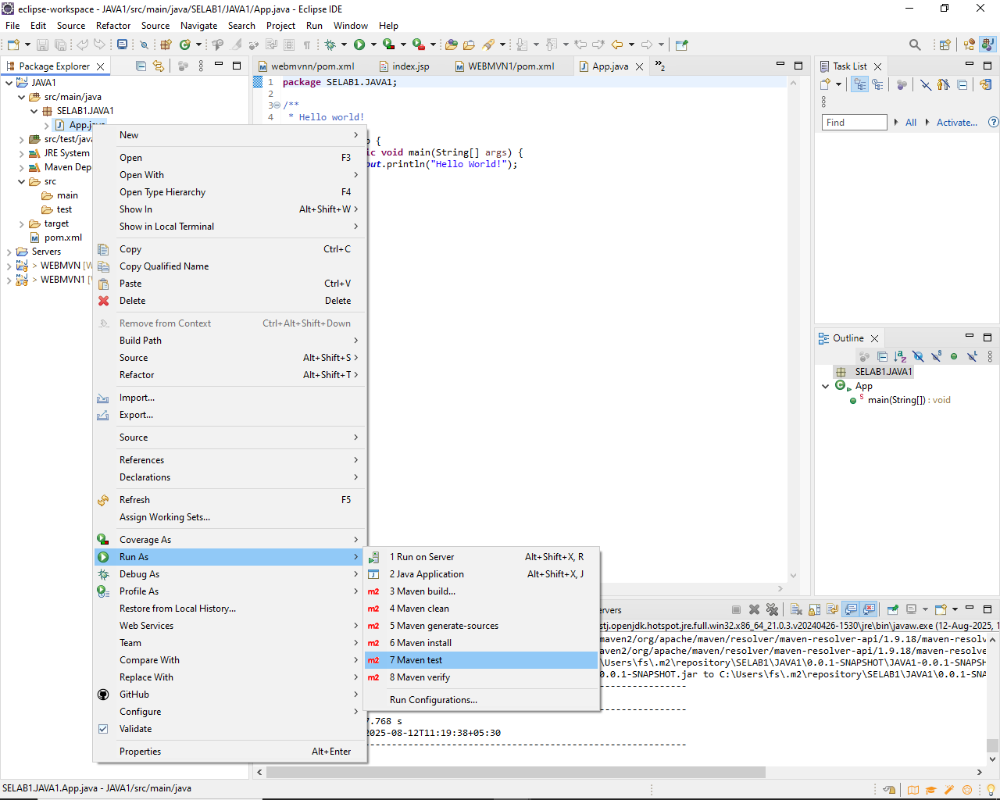 eclipse-workspace - JAVA1/src/main/java/SELAB1/JAVA1/App.java - Eclipse IDE
File Edit Source Refactor Source Navigate Search Project Run Window Help
Package Explorer
webmvnn/pom.xml
index.jsp
WEBMVN1/pom.xml
App.java
»2
Task List
JAVA1
src/main/java
SELAB1.JAVA1
App.java
src/test/java
JRE System
Maven Dep
src
main
test
target
pom.xml
Servers
> WEBMVN [W
> WEBMVN1 [
1 package SELAB1.JAVA1;
2
3 /**
4 * Hello world!
{
ic void main(String[] args) {
ut.println("Hello World!");
Find
All
Activate...
Outline
SELAB1.JAVA1
App
main(String[]) : void
New
Open F3
Open With
Open Type Hierarchy F4
Show In Alt+Shift+W
Show in Local Terminal
Copy Ctrl+C
Copy Qualified Name
Paste Ctrl+V
Delete Delete
Remove from Context Ctrl+Alt+Shift+Down
Build Path
Source Alt+Shift+S
Refactor Alt+Shift+T
Import...
Export...
Source
References
Declarations
Refresh F5
Assign Working Sets...
Coverage As
Run As
Debug As
Profile As
Restore from Local History...
Web Services
Team
Compare With
Replace With
GitHub
Configure
Validate
Properties Alt+Enter
1 Run on Server Alt+Shift+X, R
2 Java Application Alt+Shift+X, J
m2 3 Maven build...
m2 4 Maven clean
m2 5 Maven generate-sources
m2 6 Maven install
m2 7 Maven test
m2 8 Maven verify
Run Configurations...
ervers
stj.openjdk.hotspot.jre.full.win32.x86_64_21.0.3.v20240426-1530\jre\bin\javaw.exe (12-Aug-2025, 1
maven2/org/apache/maven/resolver/maven-resolver-api/1.9.18/maven-resolv
maven2/org/apache/maven/resolver/maven-resolver-api/1.9.18/maven-resolv
\Users\fs\.m2\repository\SELAB1\JAVA1\0.0.1-SNAPSHOT\JAVA1-0.0.1-SNAPSH
0.0.1-SNAPSHOT.jar to C:\Users\fs\.m2\repository\SELAB1\JAVA1\0.0.1-SNAP
---------------
------------------------------------------------------
7.768 s
2025-08-12T11:19:38+05:30
------------------------------------------------------
SELAB1.JAVA1.App.java - JAVA1/src/main/java